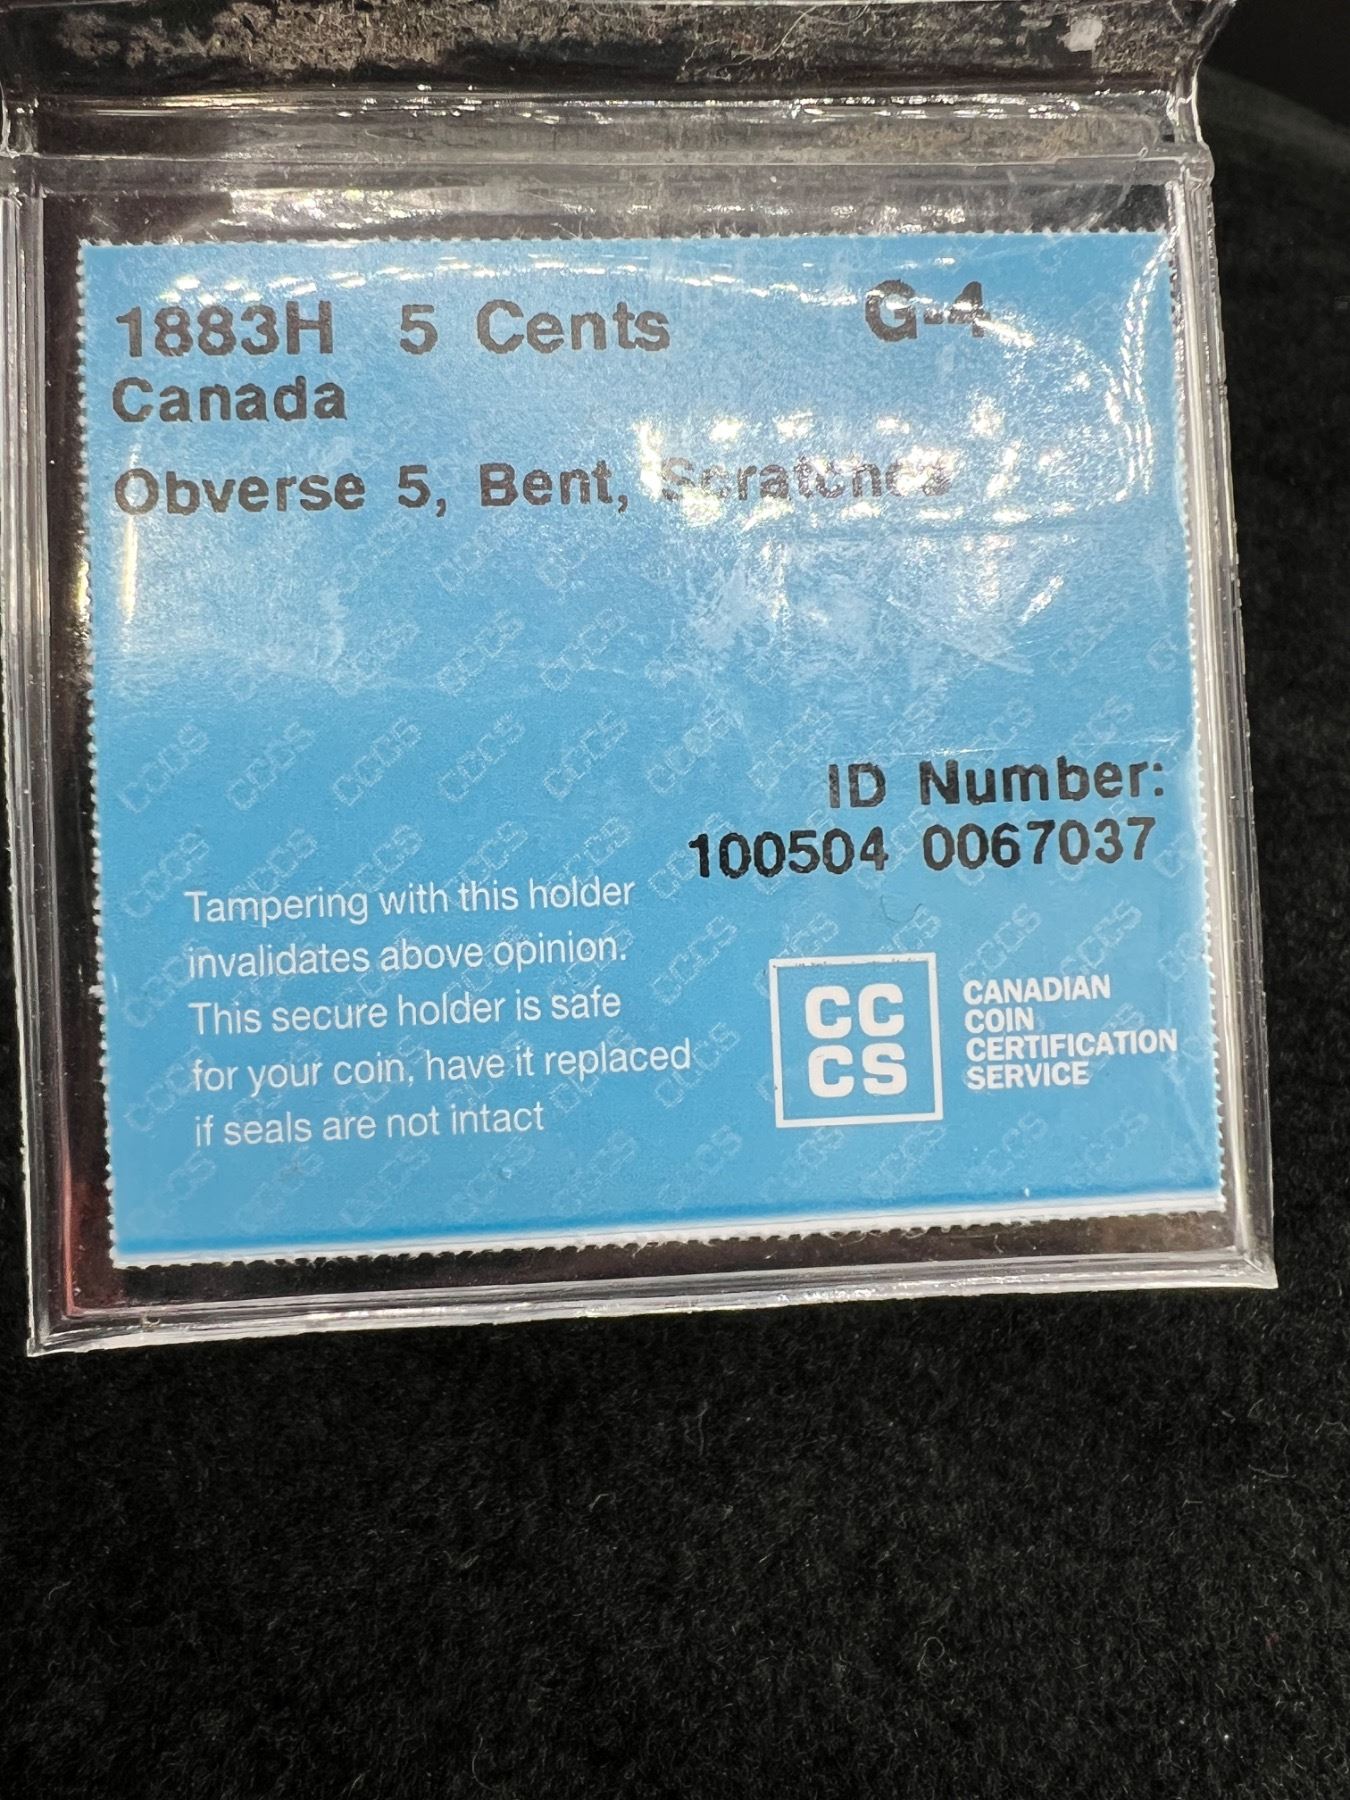 1883H 5 Cents G-4
Canada
Obverse 5, Bent, Scratches
ID Number:
100504 0067037
Tampering with this holder
invalidates above opinion.
This secure holder is safe
for your coin, have it replaced
if seals are not intact
CC
CS
CANADIAN
COIN
CERTIFICATION
SERVICE